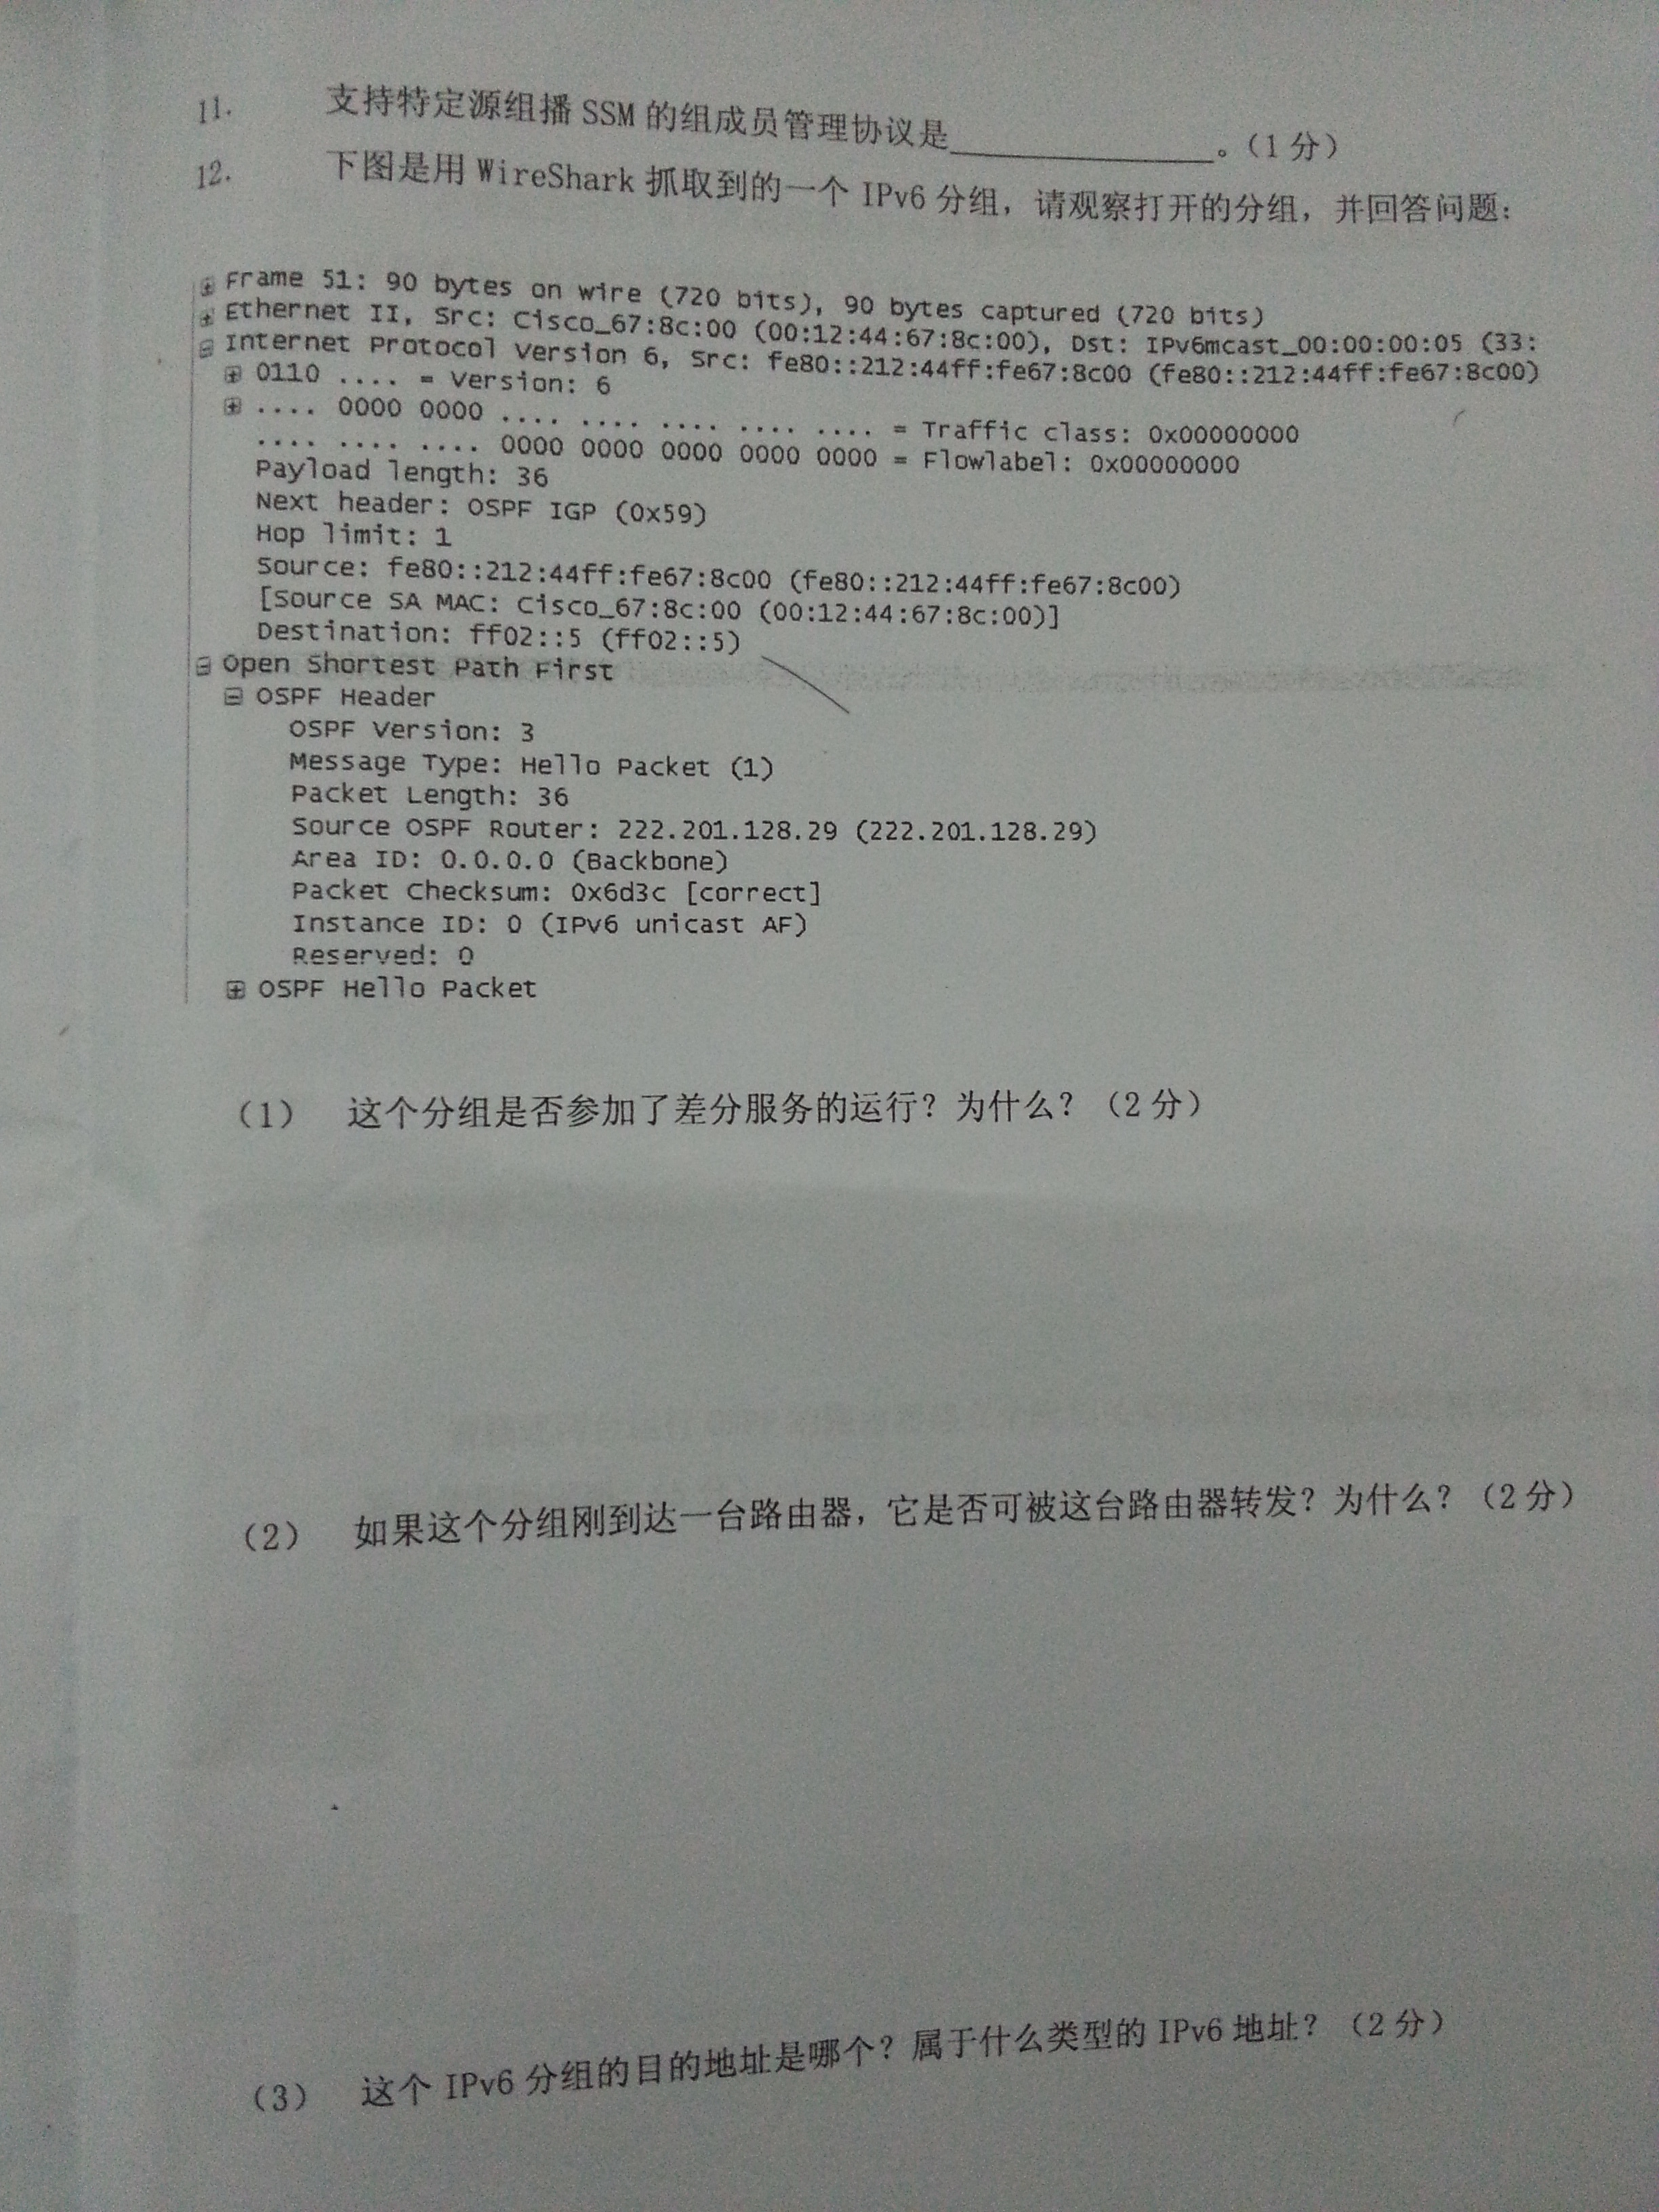 11. 支持特定源组播 SSM 的组成员管理协议是______________。（1 分）
12. 下图是用 WireShark 抓取到的一个 IPv6 分组，请观察打开的分组，并回答问题：
Frame 51: 90 bytes on wire (720 bits), 90 bytes captured (720 bits)
Ethernet II, Src: Cisco_67:8c:00 (00:12:44:67:8c:00), Dst: IPv6mcast_00:00:00:05 (33:
Internet Protocol Version 6, Src: fe80::212:44ff:fe67:8c00 (fe80::212:44ff:fe67:8c00)
0110 .... = Version: 6
.... 0000 0000 .... .... .... .... .... = Traffic class: 0x00000000
.... .... .... 0000 0000 0000 0000 0000 = Flowlabel: 0x00000000
Payload length: 36
Next header: OSPF IGP (0x59)
Hop limit: 1
Source: fe80::212:44ff:fe67:8c00 (fe80::212:44ff:fe67:8c00)
[Source SA MAC: Cisco_67:8c:00 (00:12:44:67:8c:00)]
Destination: ff02::5 (ff02::5)
Open Shortest Path First
OSPF Header
OSPF Version: 3
Message Type: Hello Packet (1)
Packet Length: 36
Source OSPF Router: 222.201.128.29 (222.201.128.29)
Area ID: 0.0.0.0 (Backbone)
Packet Checksum: 0x6d3c [correct]
Instance ID: 0 (IPv6 unicast AF)
Reserved: 0
OSPF Hello Packet
（1） 这个分组是否参加了差分服务的运行？为什么？（2 分）
（2） 如果这个分组刚到达一台路由器，它是否可被这台路由器转发？为什么？（2 分）
（3） 这个 IPv6 分组的目的地址是哪个？属于什么类型的 IPv6 地址？（2 分）